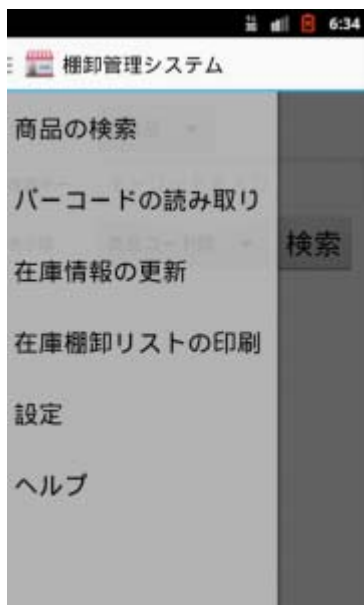 6:34
棚卸管理システム
商品の検索
バーコードの読み取り
在庫情報の更新
検索
在庫棚卸リストの印刷
設定
ヘルプ